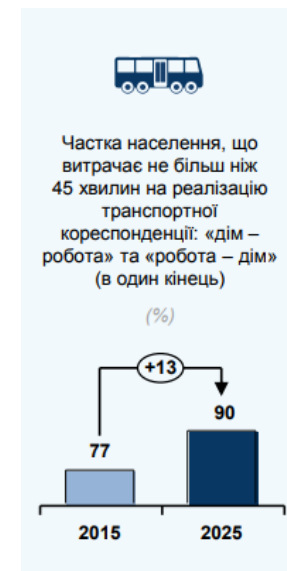 Частка населення, що
витрачає не більш ніж
45 хвилин на реалізацію
транспортної
кореспонденції: «дім –
робота» та «робота – дім»
(в один кінець)
(%)
+13
90
77
2015 2025